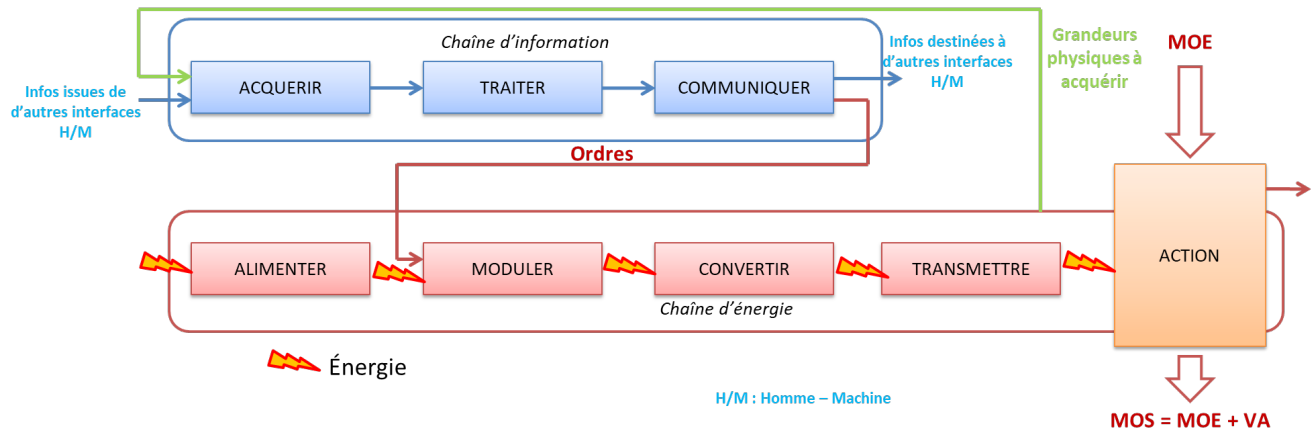 Chaîne d'information
Infos issues de
d'autres interfaces
H/M
ACQUERIR
TRAITER
COMMUNIQUER
Infos destinées à
d'autres interfaces
H/M
Grandeurs
physiques à
acquérir
MOE
Ordres
ALIMENTER
MODULER
CONVERTIR
TRANSMETTRE
ACTION
Chaîne d'énergie
Énergie
H/M : Homme – Machine
MOS = MOE + VA